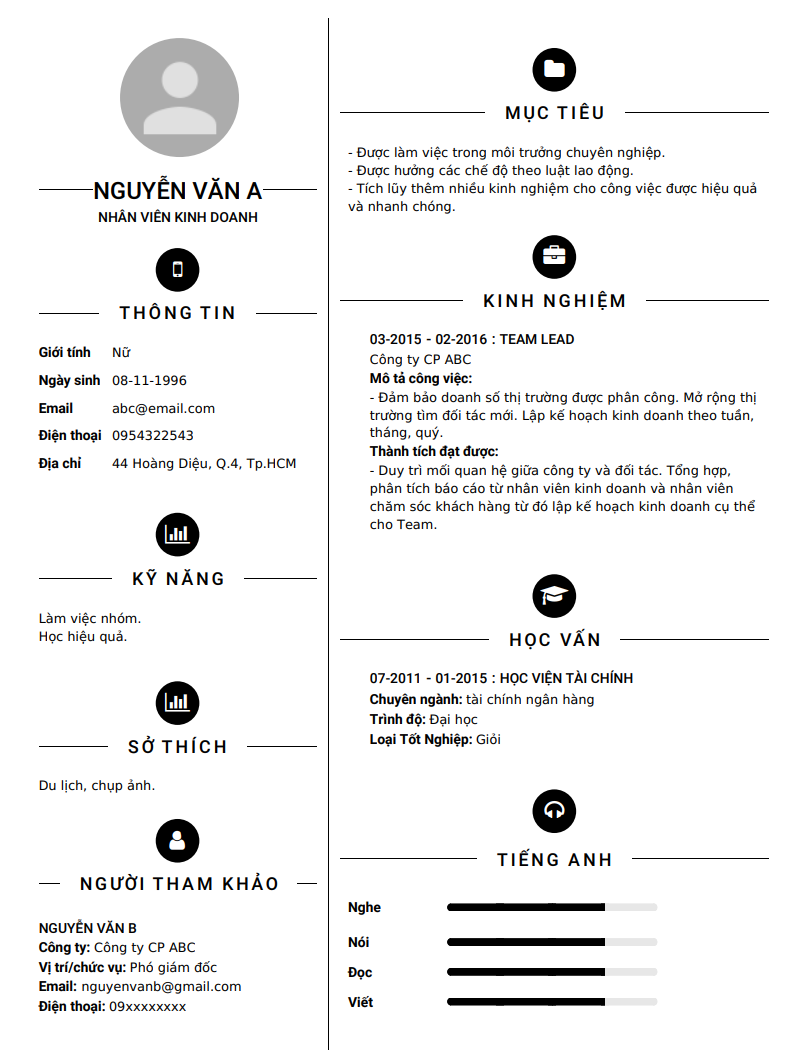 NGUYỄN VĂN A
NHÂN VIÊN KINH DOANH
THÔNG TIN
Giới tính Nữ
Ngày sinh 08-11-1996
Email abc@email.com
Điện thoại 0954322543
Địa chỉ 44 Hoàng Diệu, Q.4, Tp.HCM
KỸ NĂNG
Làm việc nhóm.
Học hiệu quả.
SỞ THÍCH
Du lịch, chụp ảnh.
NGƯỜI THAM KHẢO
NGUYỄN VĂN B
Công ty: Công ty CP ABC
Vị trí/chức vụ: Phó giám đốc
Email: nguyenvanb@gmail.com
Điện thoại: 09xxxxxxxx
MỤC TIÊU
- Được làm việc trong môi trưởng chuyên nghiệp.
- Được hưởng các chế độ theo luật lao động.
- Tích lũy thêm nhiều kinh nghiệm cho công việc được hiệu quả
và nhanh chóng.
KINH NGHIỆM
03-2015 - 02-2016 : TEAM LEAD
Công ty CP ABC
Mô tả công việc:
- Đảm bảo doanh số thị trường được phân công. Mở rộng thị
trường tìm đối tác mới. Lập kế hoạch kinh doanh theo tuần,
tháng, quý.
Thành tích đạt được:
- Duy trì mối quan hệ giữa công ty và đối tác. Tổng hợp,
phân tích báo cáo từ nhân viên kinh doanh và nhân viên
chăm sóc khách hàng từ đó lập kế hoạch kinh doanh cụ thể
cho Team.
HỌC VẤN
07-2011 - 01-2015 : HỌC VIỆN TÀI CHÍNH
Chuyên ngành: tài chính ngân hàng
Trình độ: Đại học
Loại Tốt Nghiệp: Giỏi
TIẾNG ANH
Nghe
Nói
Đọc
Viết